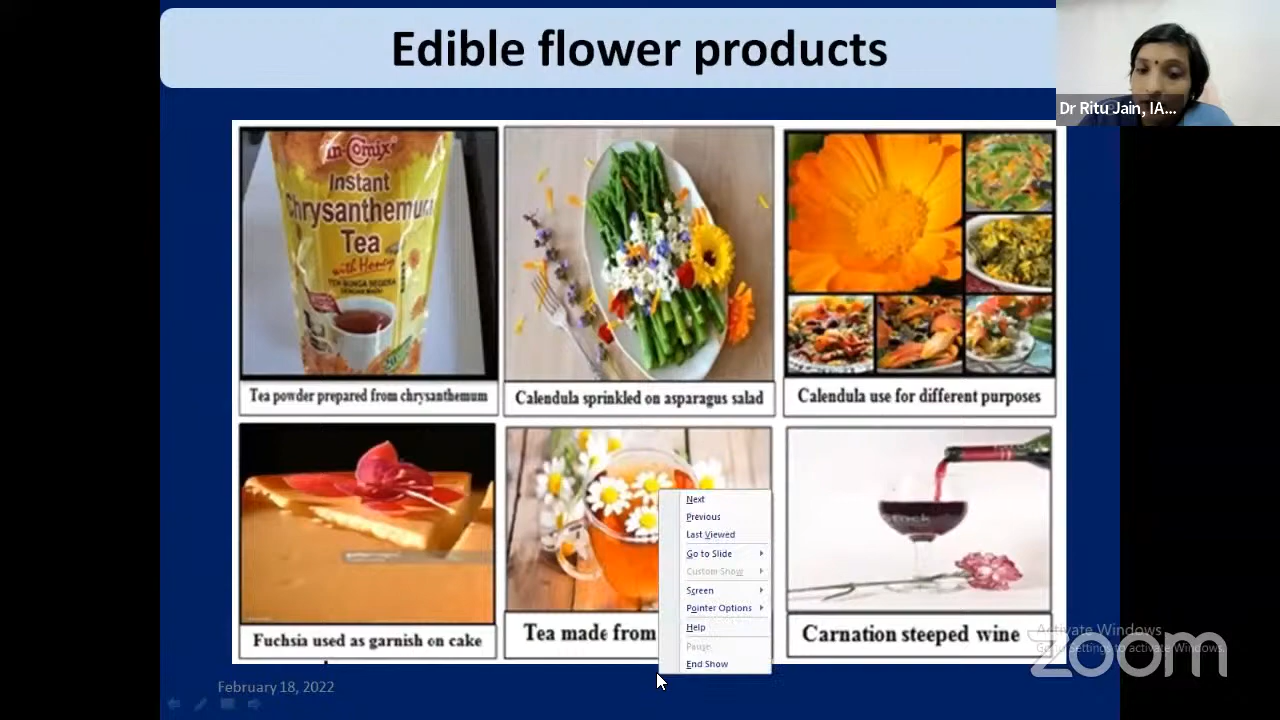 Edible flower products
Dr Ritu Jain, IA...
Instant
Chrysanthemum
Tea
with Honey
Tea powder prepared from chrysanthemum
Calendula sprinkled on asparagus salad
Calendula use for different purposes
Fuchsia used as garnish on cake
Tea made from
Carnation steeped wine
Next
Previous
Last Viewed
Go to Slide
Custom Show
Screen
Pointer Options
Help
Pause
End Show
Activate Windows
Go to Settings to activate Windows.
zoom
February 18, 2022